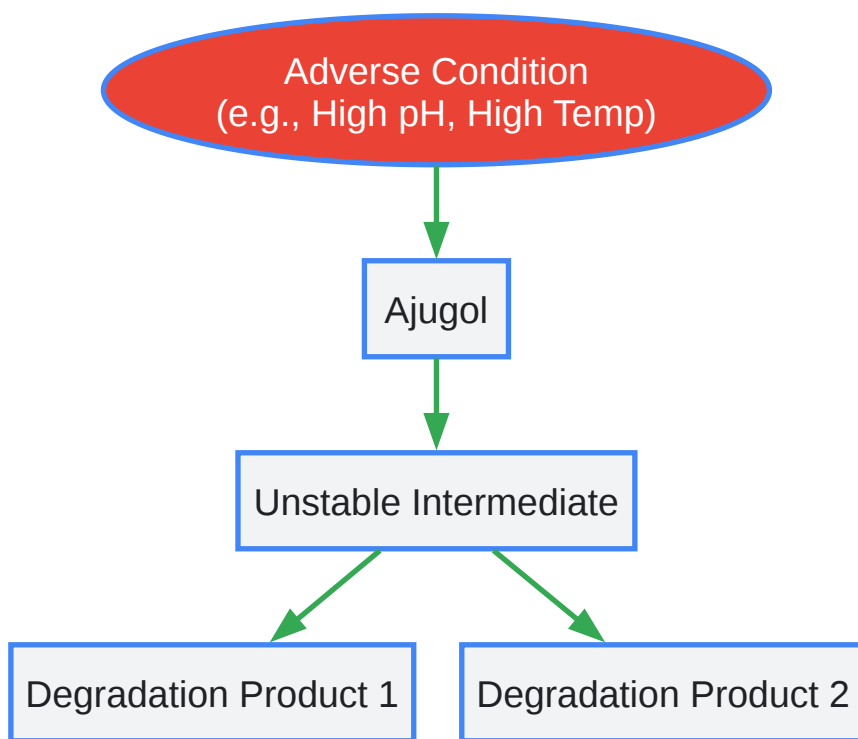 Adverse Condition
(e.g., High pH, High Temp)
Ajugol
Unstable Intermediate
Degradation Product 1
Degradation Product 2